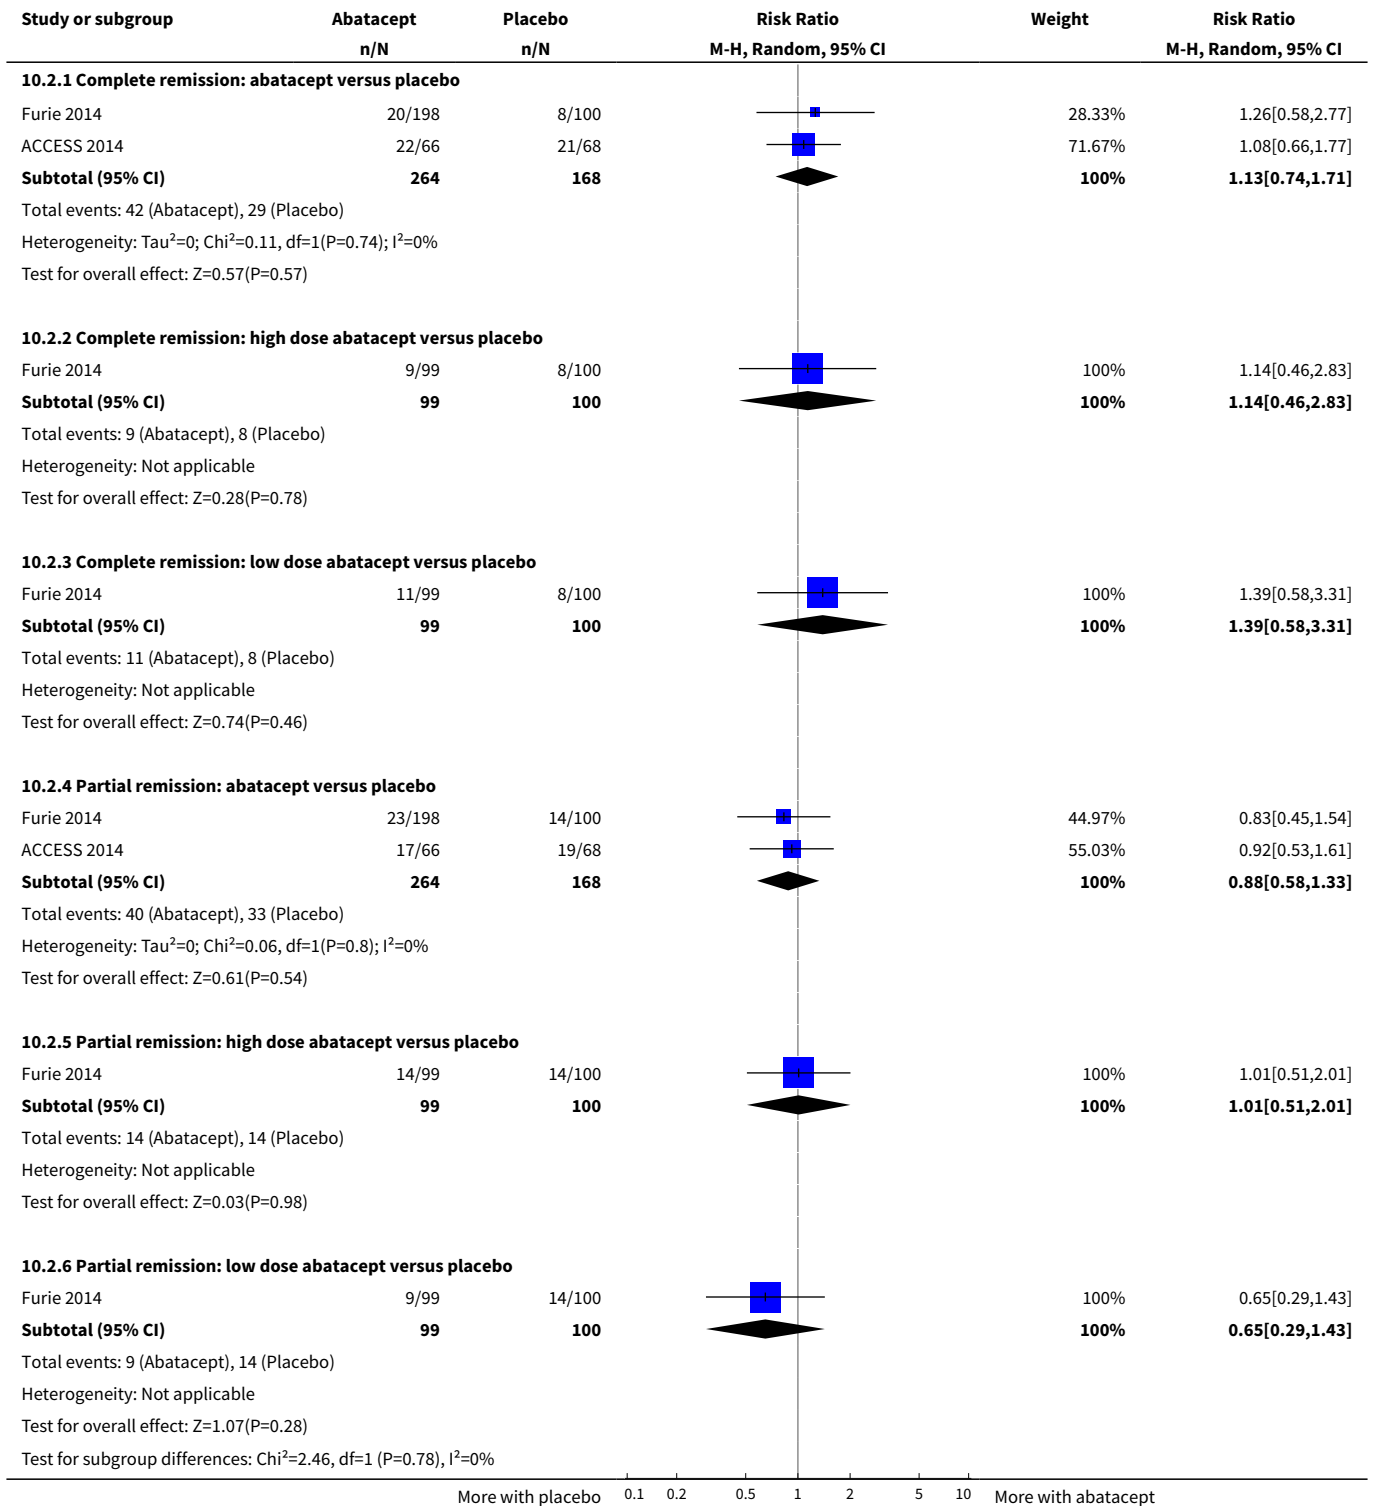 Study or subgroup Abatacept Placebo Risk Ratio Weight Risk Ratio
n/N n/N M-H, Random, 95% CI M-H, Random, 95% CI
10.2.1 Complete remission: abatacept versus placebo
Furie 2014 20/198 8/100 28.33% 1.26[0.58,2.77]
ACCESS 2014 22/66 21/68 71.67% 1.08[0.66,1.77]
Subtotal (95% CI) 264 168 100% 1.13[0.74,1.71]
Total events: 42 (Abatacept), 29 (Placebo)
Heterogeneity: Tau²=0; Chi²=0.11, df=1(P=0.74); I²=0%
Test for overall effect: Z=0.57(P=0.57)
10.2.2 Complete remission: high dose abatacept versus placebo
Furie 2014 9/99 8/100 100% 1.14[0.46,2.83]
Subtotal (95% CI) 99 100 100% 1.14[0.46,2.83]
Total events: 9 (Abatacept), 8 (Placebo)
Heterogeneity: Not applicable
Test for overall effect: Z=0.28(P=0.78)
10.2.3 Complete remission: low dose abatacept versus placebo
Furie 2014 11/99 8/100 100% 1.39[0.58,3.31]
Subtotal (95% CI) 99 100 100% 1.39[0.58,3.31]
Total events: 11 (Abatacept), 8 (Placebo)
Heterogeneity: Not applicable
Test for overall effect: Z=0.74(P=0.46)
10.2.4 Partial remission: abatacept versus placebo
Furie 2014 23/198 14/100 44.97% 0.83[0.45,1.54]
ACCESS 2014 17/66 19/68 55.03% 0.92[0.53,1.61]
Subtotal (95% CI) 264 168 100% 0.88[0.58,1.33]
Total events: 40 (Abatacept), 33 (Placebo)
Heterogeneity: Tau²=0; Chi²=0.06, df=1(P=0.8); I²=0%
Test for overall effect: Z=0.61(P=0.54)
10.2.5 Partial remission: high dose abatacept versus placebo
Furie 2014 14/99 14/100 100% 1.01[0.51,2.01]
Subtotal (95% CI) 99 100 100% 1.01[0.51,2.01]
Total events: 14 (Abatacept), 14 (Placebo)
Heterogeneity: Not applicable
Test for overall effect: Z=0.03(P=0.98)
10.2.6 Partial remission: low dose abatacept versus placebo
Furie 2014 9/99 14/100 100% 0.65[0.29,1.43]
Subtotal (95% CI) 99 100 100% 0.65[0.29,1.43]
Total events: 9 (Abatacept), 14 (Placebo)
Heterogeneity: Not applicable
Test for overall effect: Z=1.07(P=0.28)
Test for subgroup differences: Chi²=2.46, df=1 (P=0.78), I²=0%
More with placebo 0.1 0.2 0.5 1 2 5 10 More with abatacept